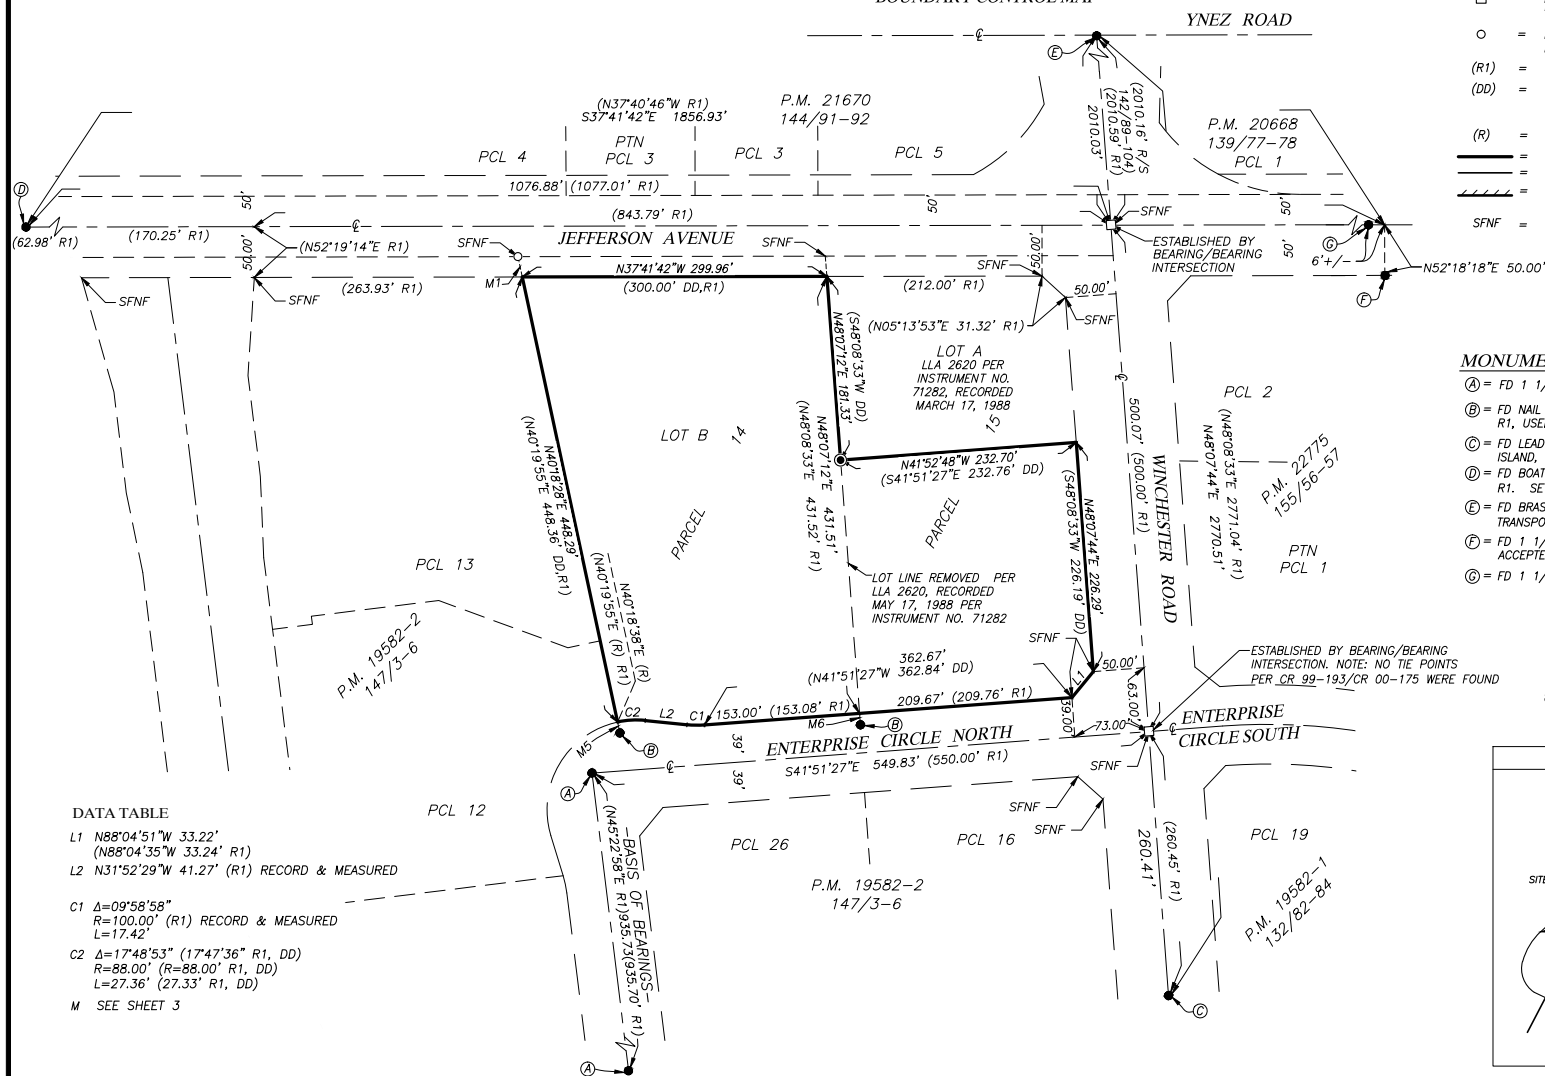 YNEZ ROAD
℄
Ⓔ
(R1) =
(DD) =
(R) =
=
=
=
=
SFNF =
(N37°40'46"W R1)
S37°41'42"E 1856.93'
P.M. 21670
144/91-92
(2010.16' R/S
142/89-104)
(2010.59' R1)
2010.03'
P.M. 20668
139/77-78
PCL 1
PCL 4
PTN
PCL 3
PCL 3
PCL 5
Ⓓ
1076.88' (1077.01' R1)
50'
50'
50'
(62.98' R1)
(170.25' R1)
℄
(843.79' R1)
SFNF
Ⓖ
50.00'
(N52°19'14"E R1)
SFNF
JEFFERSON AVENUE
SFNF
50.00'
ESTABLISHED BY
BEARING/BEARING
INTERSECTION
50'
6'+/-
N52°18'18"E 50.00'
Ⓕ
SFNF
SFNF
(263.93' R1)
M1
N37°41'42"W 299.96'
(300.00' DD,R1)
(212.00' R1)
SFNF
50.00'
SFNF
(N05°13'53"E 31.32' R1)
(S48°08'33"W DD)
N48°07'12"E 181.33'
LOT A
LLA 2620 PER
INSTRUMENT NO.
71282, RECORDED
MARCH 17, 1988
15
℄
500.07' (500.00' R1)
WINCHESTER ROAD
PCL 2
(N48°08'33"E 2771.04' R1)
N48°07'44"E 2770.51'
P.M. 22775
155/56-57
PTN
PCL 1
MONUME
Ⓐ = FD 1 1/
Ⓑ = FD NAIL
R1, USE
Ⓒ = FD LEAD
ISLAND,
Ⓓ = FD BOAT
R1. SE
Ⓔ = FD BRAS
TRANSPO
Ⓕ = FD 1 1/
ACCEPTE
Ⓖ = FD 1 1/
LOT B
14
PARCEL
N41°52'48"W 232.70'
(S41°51'27"E 232.76' DD)
N40°18'28"E 448.29'
(N40°19'55"E 448.36' DD,R1)
N48°07'12"E 431.51'
(N48°08'33"E 431.52' R1)
PARCEL
N48°07'44"E 226.29'
(S48°08'33"W 226.19' DD)
PCL 13
LOT LINE REMOVED PER
LLA 2620, RECORDED
MAY 17, 1988 PER
INSTRUMENT NO. 71282
N40°18'38"E (R)
(N40°19'55"E (R) R1)
P.M. 19582-2
147/3-6
SFNF
L1
50.00'
63.00'
ESTABLISHED BY BEARING/BEARING
INTERSECTION. NOTE: NO TIE POINTS
PER CR 99-193/CR 00-175 WERE FOUND
362.67'
(N41°51'27"W 362.84' DD)
C2
L2
C1
153.00' (153.08' R1)
209.67' (209.76' R1)
39.00'
73.00'
M6
Ⓑ
M5
Ⓑ
39'
39'
ENTERPRISE CIRCLE NORTH
℄ ENTERPRISE
CIRCLE SOUTH
℄
S41°51'27"E 549.83' (550.00' R1)
SFNF
Ⓐ
SFNF
SFNF
PCL 12
PCL 26
PCL 16
PCL 19
(N45°22'58"E R1)935.73(935.70' R1)
-BASIS OF BEARINGS-
P.M. 19582-2
147/3-6
260.41'
(260.45' R1)
P.M. 19582-1
132/82-84
SITE
Ⓒ
Ⓐ
DATA TABLE
L1 N88°04'51"W 33.22'
(N88°04'35"W 33.24' R1)
L2 N31°52'29"W 41.27' (R1) RECORD & MEASURED
C1 Δ=09°58'58"
R=100.00' (R1) RECORD & MEASURED
L=17.42'
C2 Δ=17°48'53" (17°47'36" R1, DD)
R=88.00' (R=88.00' R1, DD)
L=27.36' (27.33' R1, DD)
M SEE SHEET 3